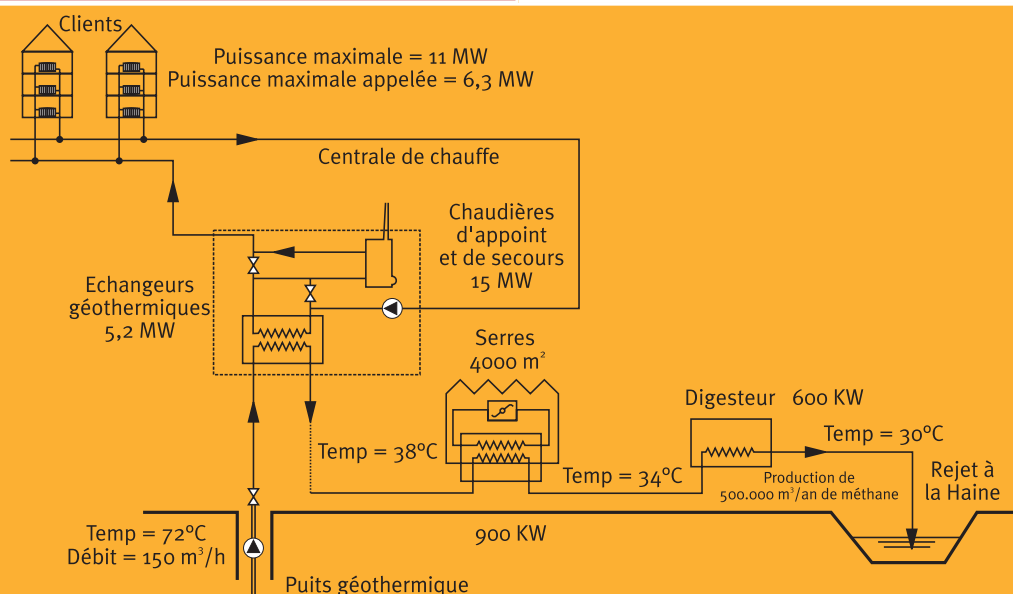 Clients
Puissance maximale = 11 MW
Puissance maximale appelée = 6,3 MW
Centrale de chauffe
Chaudières
d'appoint
et de secours
15 MW
Echangeurs
géothermiques
5,2 MW
Serres
4000 m²
Digesteur 600 KW
Temp = 38°C
Temp = 34°C
Temp = 30°C
Production de
500.000 m³/an de méthane
Rejet à
la Haine
Temp = 72°C
Débit = 150 m³/h
900 KW
Puits géothermique